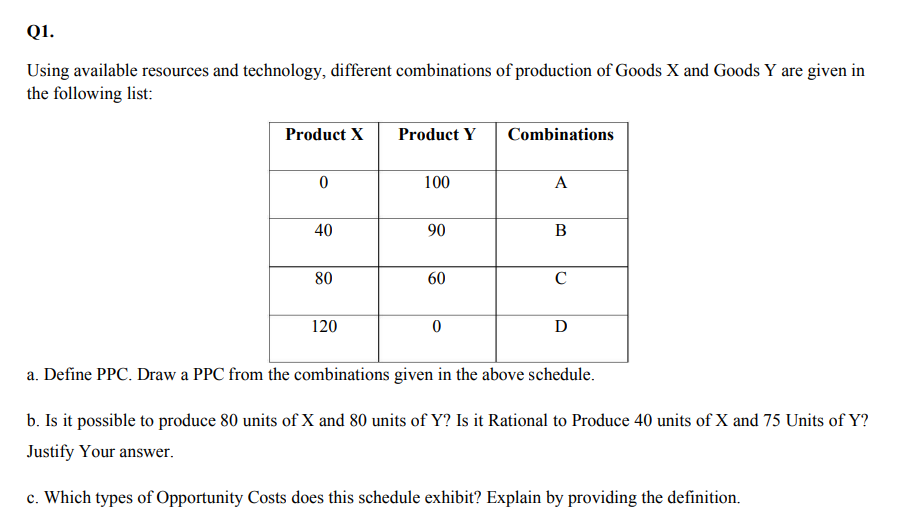 Q1.
Using available resources and technology, different combinations of production of Goods X and Goods Y are given in
the following list:
Product X Product Y Combinations
0 100 A
40 90 B
80 60 C
120 0 D
a. Define PPC. Draw a PPC from the combinations given in the above schedule.
b. Is it possible to produce 80 units of X and 80 units of Y? Is it Rational to Produce 40 units of X and 75 Units of Y?
Justify Your answer.
c. Which types of Opportunity Costs does this schedule exhibit? Explain by providing the definition.